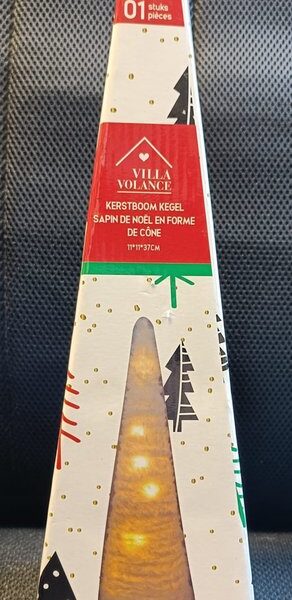 01 stuks
pièces
VILLA
VOLANCE
KERSTBOOM KEGEL
SAPIN DE NOËL EN FORME
DE CÔNE
11*11*37CM